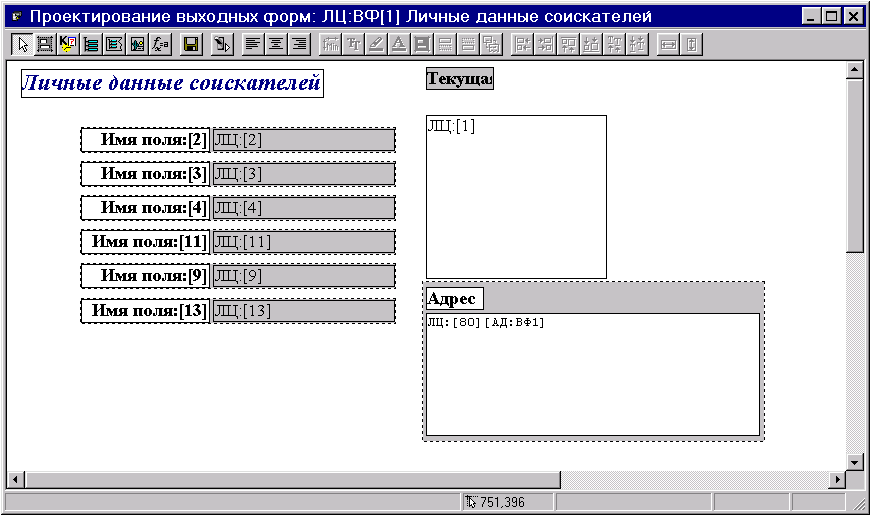 Проектирование выходных форм: ЛЦ:ВФ[1] Личные данные соискателей
Личные данные соискателей
Текущая
Имя поля:[2] ЛЦ:[2]
Имя поля:[3] ЛЦ:[3]
Имя поля:[4] ЛЦ:[4]
Имя поля:[11] ЛЦ:[11]
Имя поля:[9] ЛЦ:[9]
Имя поля:[13] ЛЦ:[13]
ЛЦ:[1]
Адрес
ЛЦ:[80][АД:ВФ1]
751,396